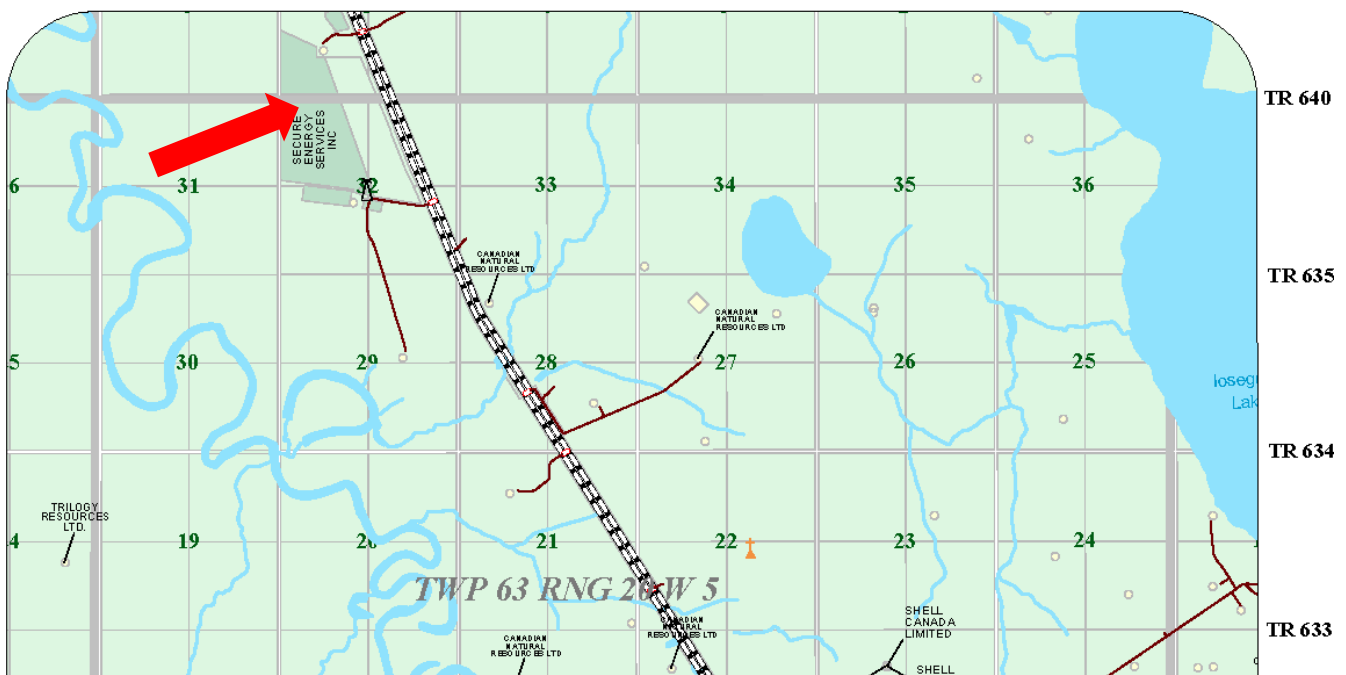 TR 640
SECURE
ENERGY
SERVICES
INC
6
31
32
33
34
35
36
CANADIAN
NATURAL
RESOURCES LTD
TR 635
CANADIAN
NATURAL
RESOURCES LTD
5
30
29
28
27
26
25
Ioseg
Lak
TR 634
TRILOGY
RESOURCES
LTD.
4
19
20
21
22
23
24
TWP 63 RNG 20 W 5
SHELL
CANADA
LIMITED
CANADIAN
NATURAL
RESOURCES LTD
TR 633
CANADIAN
NATURAL
RESOURCES LTD
SHELL